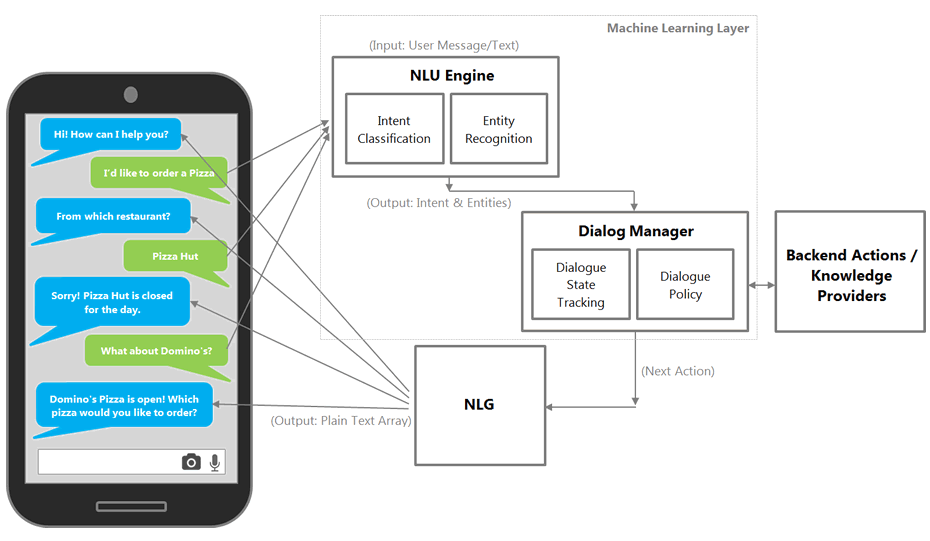 Machine Learning Layer
(Input: User Message/Text)
NLU Engine
Intent
Classification
Entity
Recognition
(Output: Intent & Entities)
Dialog Manager
Dialogue
State
Tracking
Dialogue
Policy
Backend Actions /
Knowledge
Providers
(Next Action)
NLG
(Output: Plain Text Array)
Hi! How can I help you?
I'd like to order a Pizza
From which restaurant?
Pizza Hut
Sorry! Pizza Hut is closed
for the day.
What about Domino's?
Domino's Pizza is open! Which
pizza would you like to order?